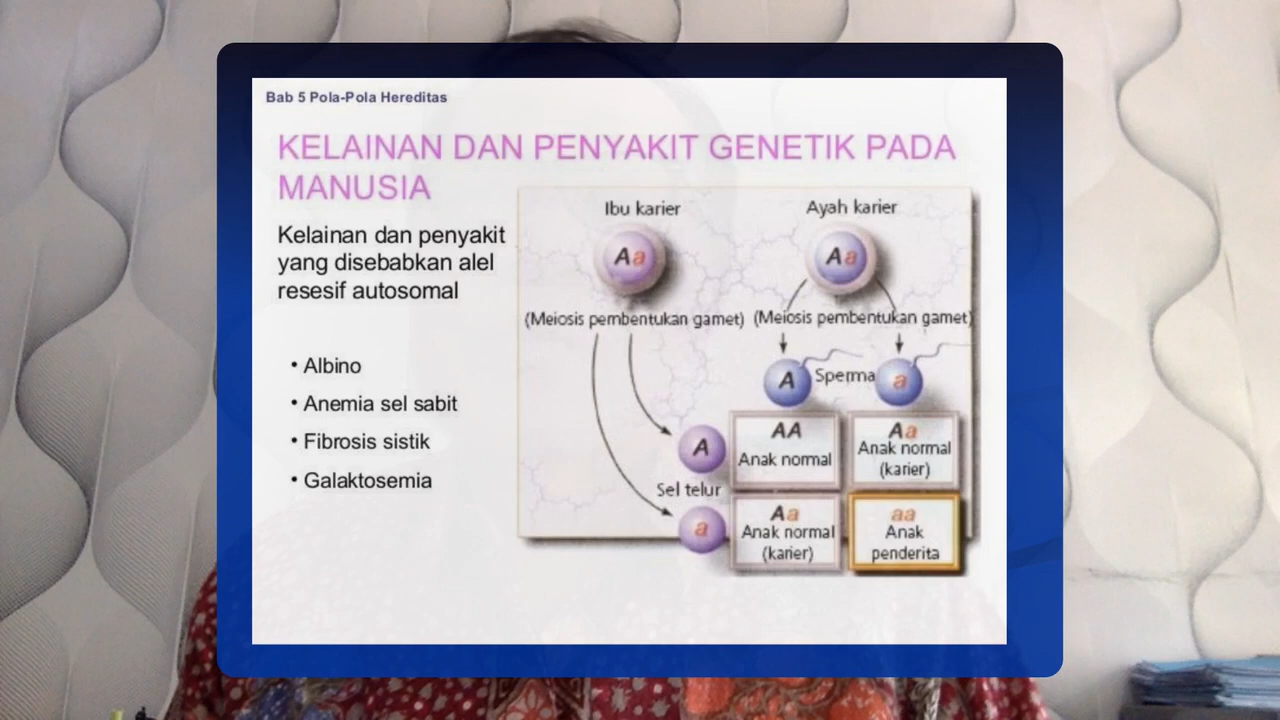 Bab 5 Pola-Pola Hereditas
KELAINAN DAN PENYAKIT GENETIK PADA
MANUSIA
Kelainan dan penyakit
yang disebabkan alel
resesif autosomal
• Albino
• Anemia sel sabit
• Fibrosis sistik
• Galaktosemia
Ibu karier
Ayah karier
Aa
Aa
(Meiosis pembentukan gamet)
(Meiosis pembentukan gamet)
A
Sperma
a
A
AA
Anak normal
Aa
Anak normal
(karier)
Sel telur
a
Aa
Anak normal
(karier)
aa
Anak
penderita